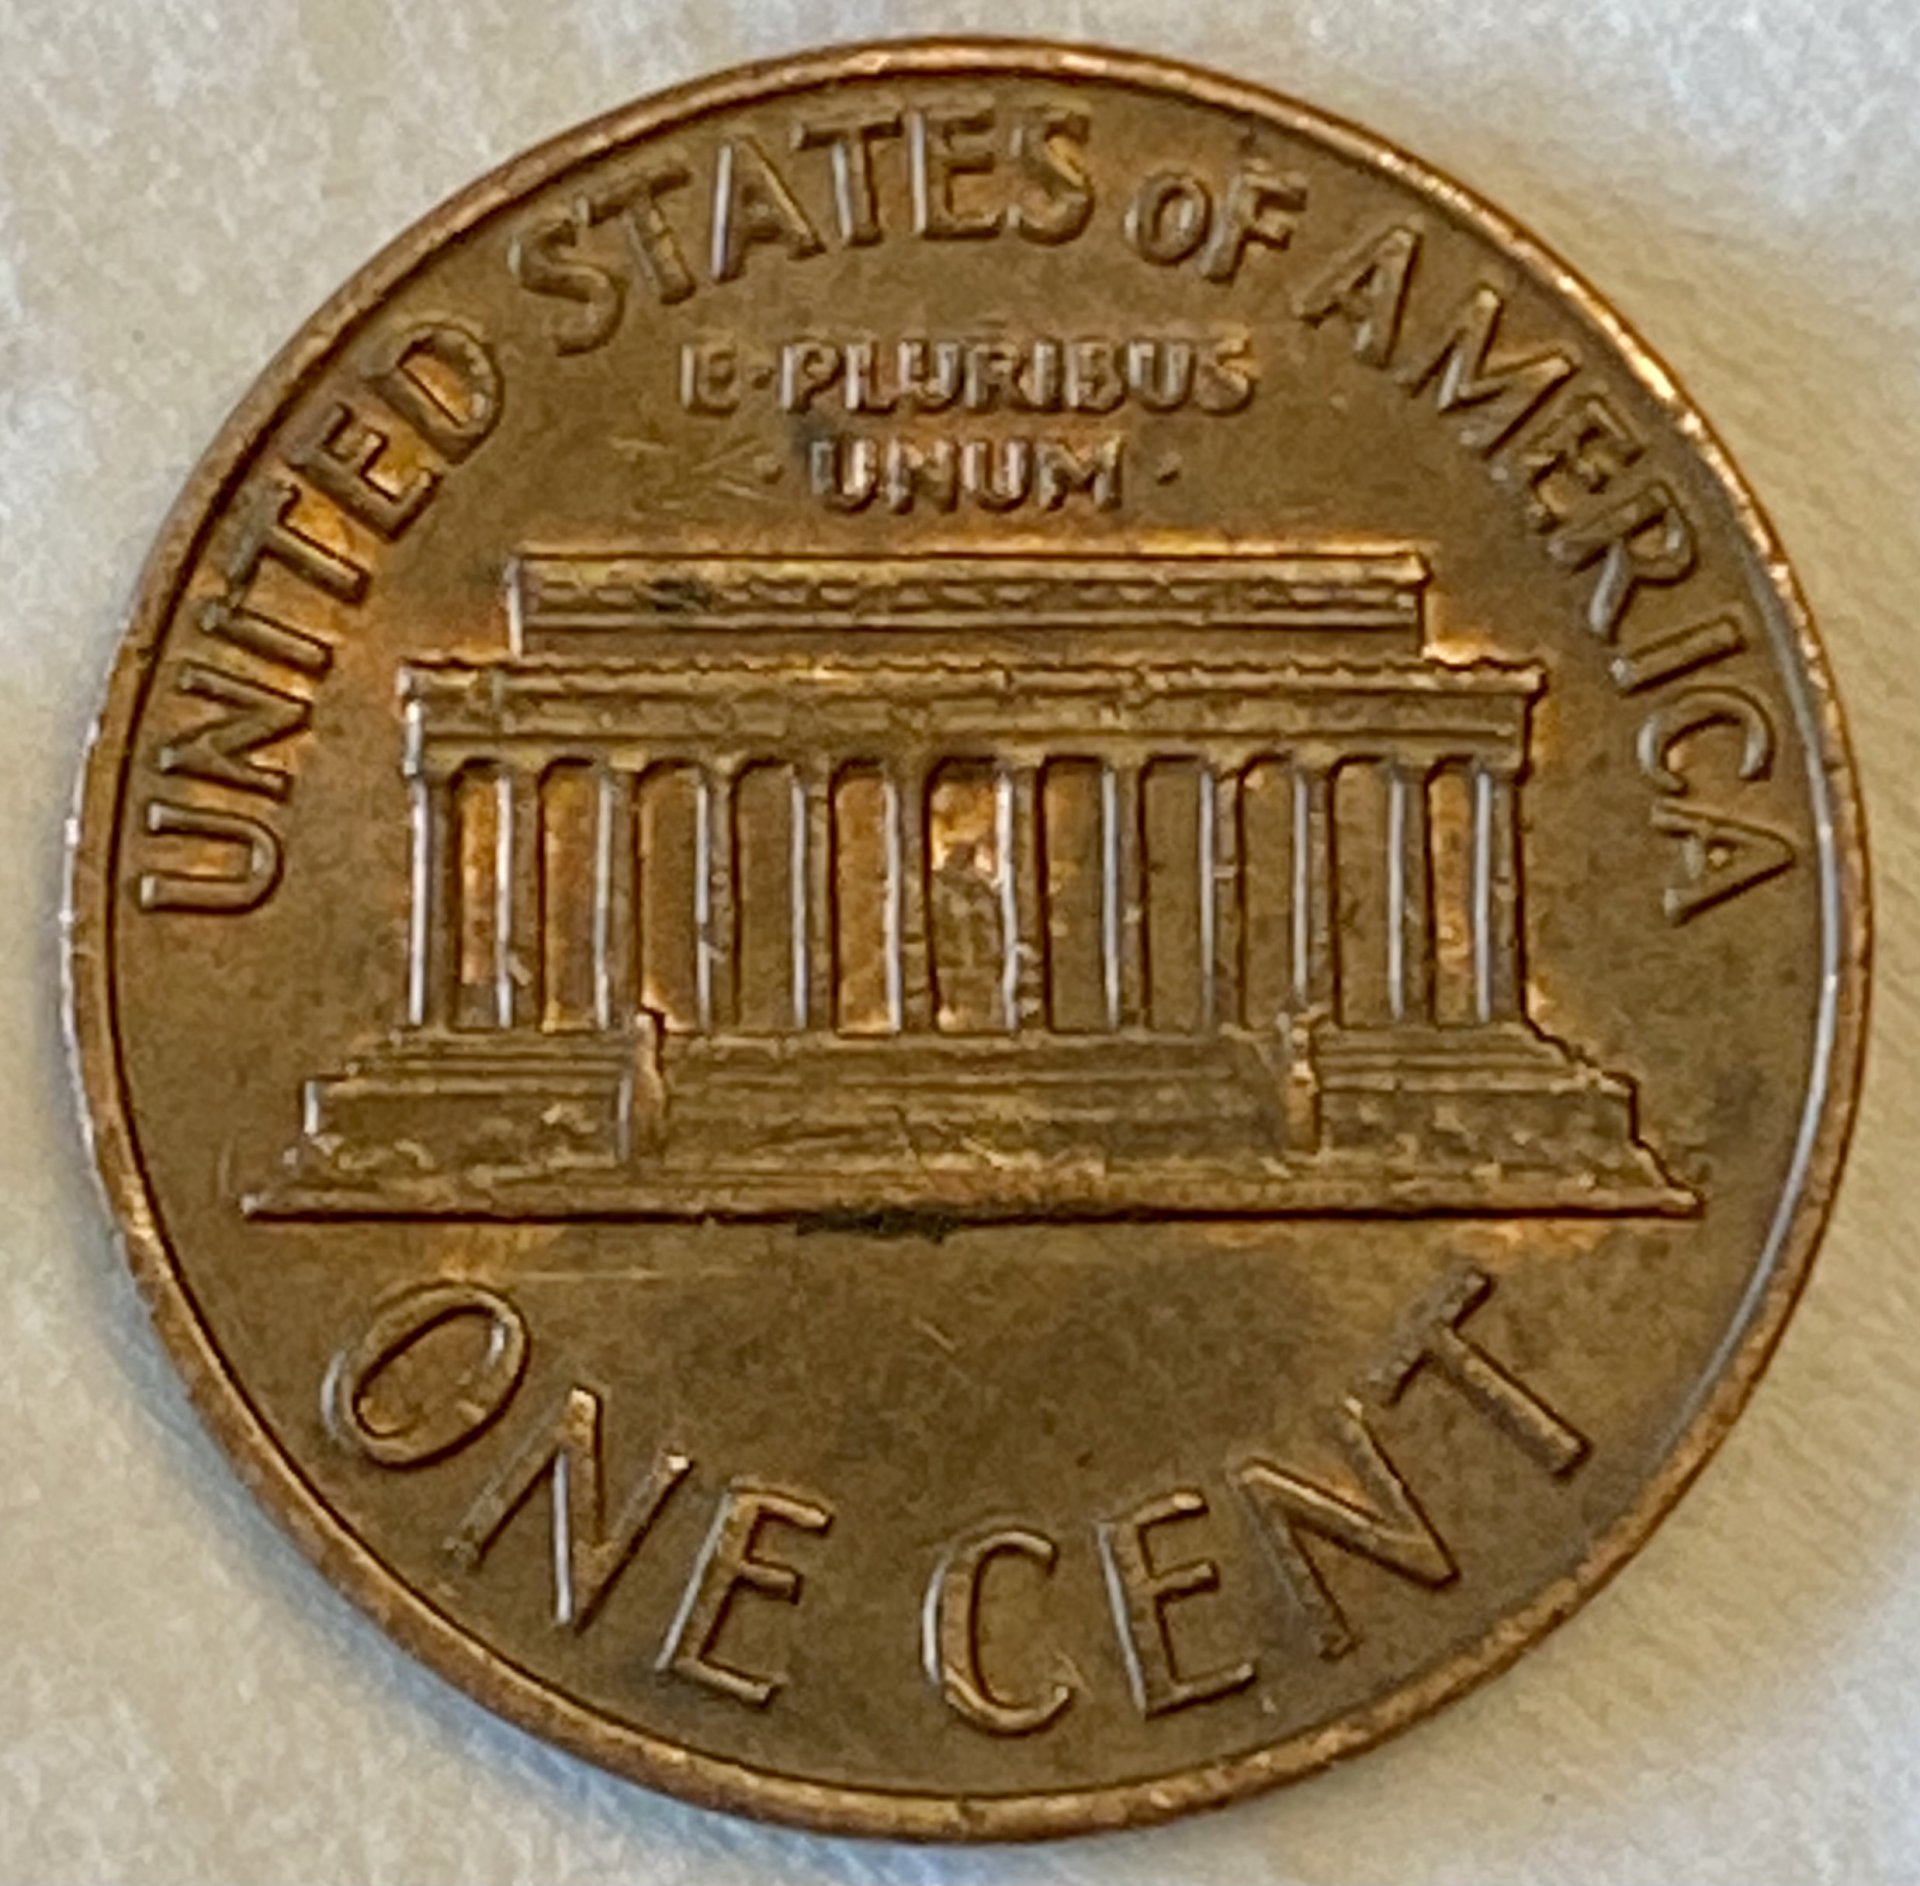 UNITED STATES OF AMERICA
E·PLURIBUS
·UNUM·
ONE CENT